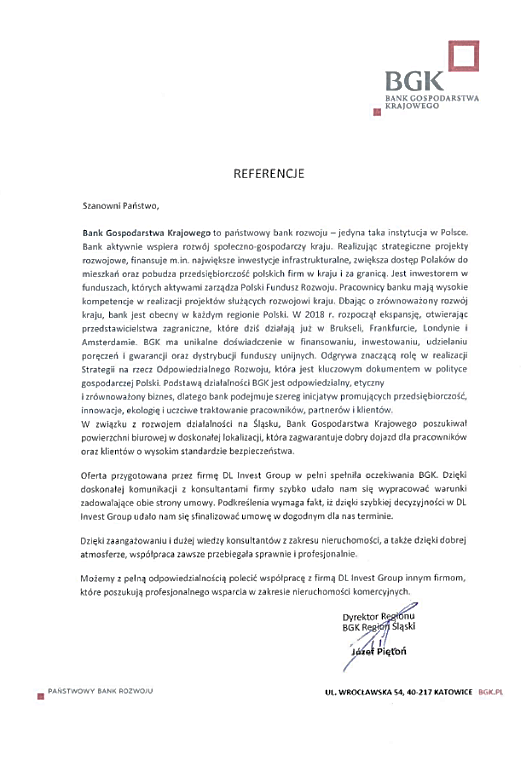 BGK
BANK GOSPODARSTWA
KRAJOWEGO
REFERENCJE
Szanowni Państwo,
Bank Gospodarstwa Krajowego to państwowy bank rozwoju – jedyna taka instytucja w Polsce.
Bank aktywnie wspiera rozwój społeczno-gospodarczy kraju. Realizując strategiczne projekty
rozwojowe, finansuje m.in. największe inwestycje infrastrukturalne, zwiększa dostęp Polaków do
mieszkań oraz pobudza przedsiębiorczość polskich firm w kraju i za granicą. Jest inwestorem w
funduszach, których aktywami zarządza Polski Fundusz Rozwoju. Pracownicy banku mają wysokie
kompetencje w realizacji projektów służących rozwojowi kraju. Dbając o zrównoważony rozwój
kraju, bank jest obecny w każdym regionie Polski. W 2018 r. rozpoczął ekspansję, otwierając
przedstawicielstwa zagraniczne, które dziś działają już w Brukseli, Frankfurcie, Londynie i
Amsterdamie. BGK ma unikalne doświadczenie w finansowaniu, inwestowaniu, udzielaniu
poręczeń i gwarancji oraz dystrybucji funduszy unijnych. Odgrywa znaczącą rolę w realizacji
Strategii na rzecz Odpowiedzialnego Rozwoju, która jest kluczowym dokumentem w polityce
gospodarczej Polski. Podstawą działalności BGK jest odpowiedzialny, etyczny
i zrównoważony biznes, dlatego bank podejmuje szereg inicjatyw promujących przedsiębiorczość,
innowacje, ekologię i uczciwe traktowanie pracowników, partnerów i klientów.
W związku z rozwojem działalności na Śląsku, Bank Gospodarstwa Krajowego poszukiwał
powierzchni biurowej w doskonałej lokalizacji, która zagwarantuje dobry dojazd dla pracowników
oraz klientów o wysokim standardzie bezpieczeństwa.
Oferta przygotowana przez firmę DL Invest Group w pełni spełniła oczekiwania BGK. Dzięki
doskonałej komunikacji z konsultantami firmy szybko udało nam się wypracować warunki
zadowalające obie strony umowy. Podkreślenia wymaga fakt, iż dzięki szybkiej decyzyjności w DL
Invest Group udało nam się sfinalizować umowę w dogodnym dla nas terminie.
Dzięki zaangażowaniu i dużej wiedzy konsultantów z zakresu nieruchomości, a także dzięki dobrej
atmosferze, współpraca zawsze przebiegała sprawnie i profesjonalnie.
Możemy z pełną odpowiedzialnością polecić współpracę z firmą DL Invest Group innym firmom,
które poszukują profesjonalnego wsparcia w zakresie nieruchomości komercyjnych.
Dyrektor Regionu
BGK Region Śląski
Józef Piętoń
PAŃSTWOWY BANK ROZWOJU
UL. WROCŁAWSKA 54, 40-217 KATOWICE BGK.PL